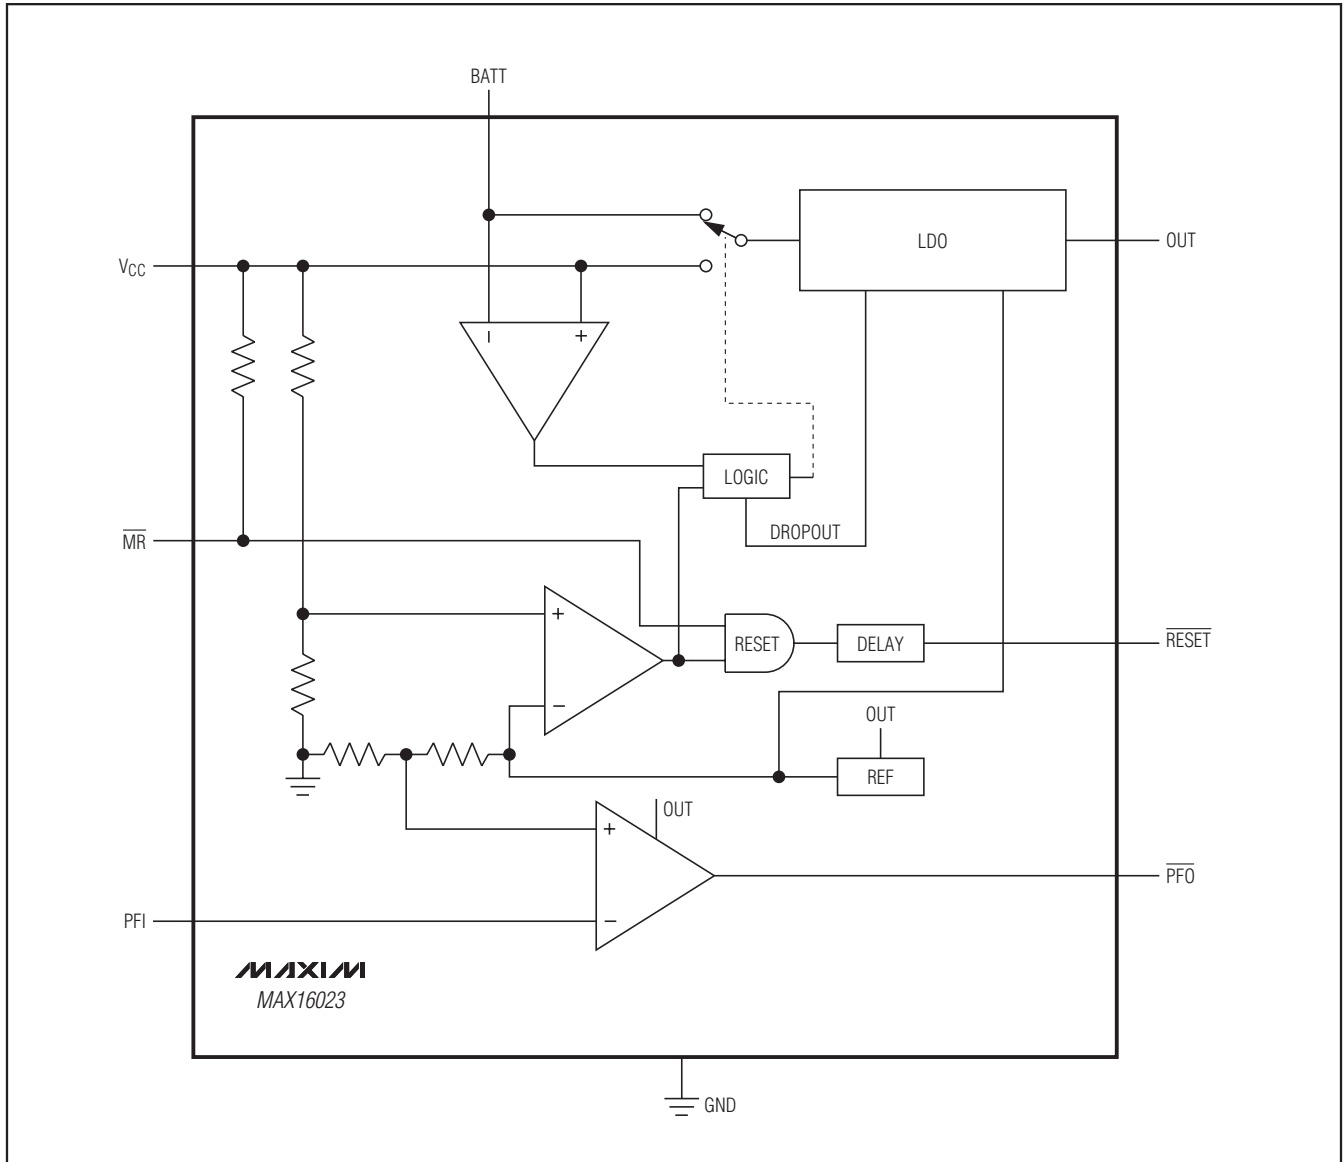 BATT
LDO
OUT
VCC
− +
LOGIC
DROPOUT
MR
+
RESET
DELAY
RESET
−
OUT
REF
OUT
+
PFO
PFI
−
MAXIM
MAX16023
GND